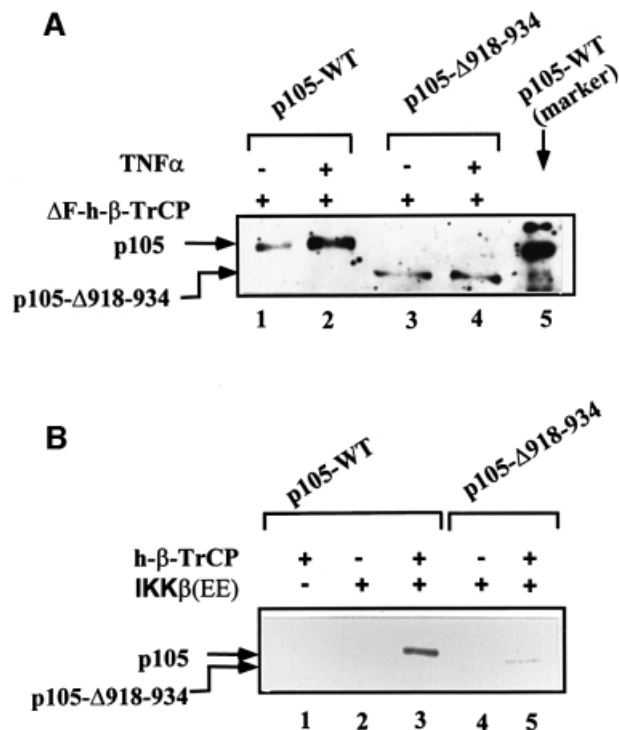 A
p105-WT
p105-Δ918-934
p105-WT
(marker)
TNFα - + - +
ΔF-h-β-TrCP + + + +
p105
p105-Δ918-934
1 2 3 4 5
B
p105-WT
p105-Δ918-934
h-β-TrCP + - + - +
IKKβ(EE) - + + + +
p105
p105-Δ918-934
1 2 3 4 5